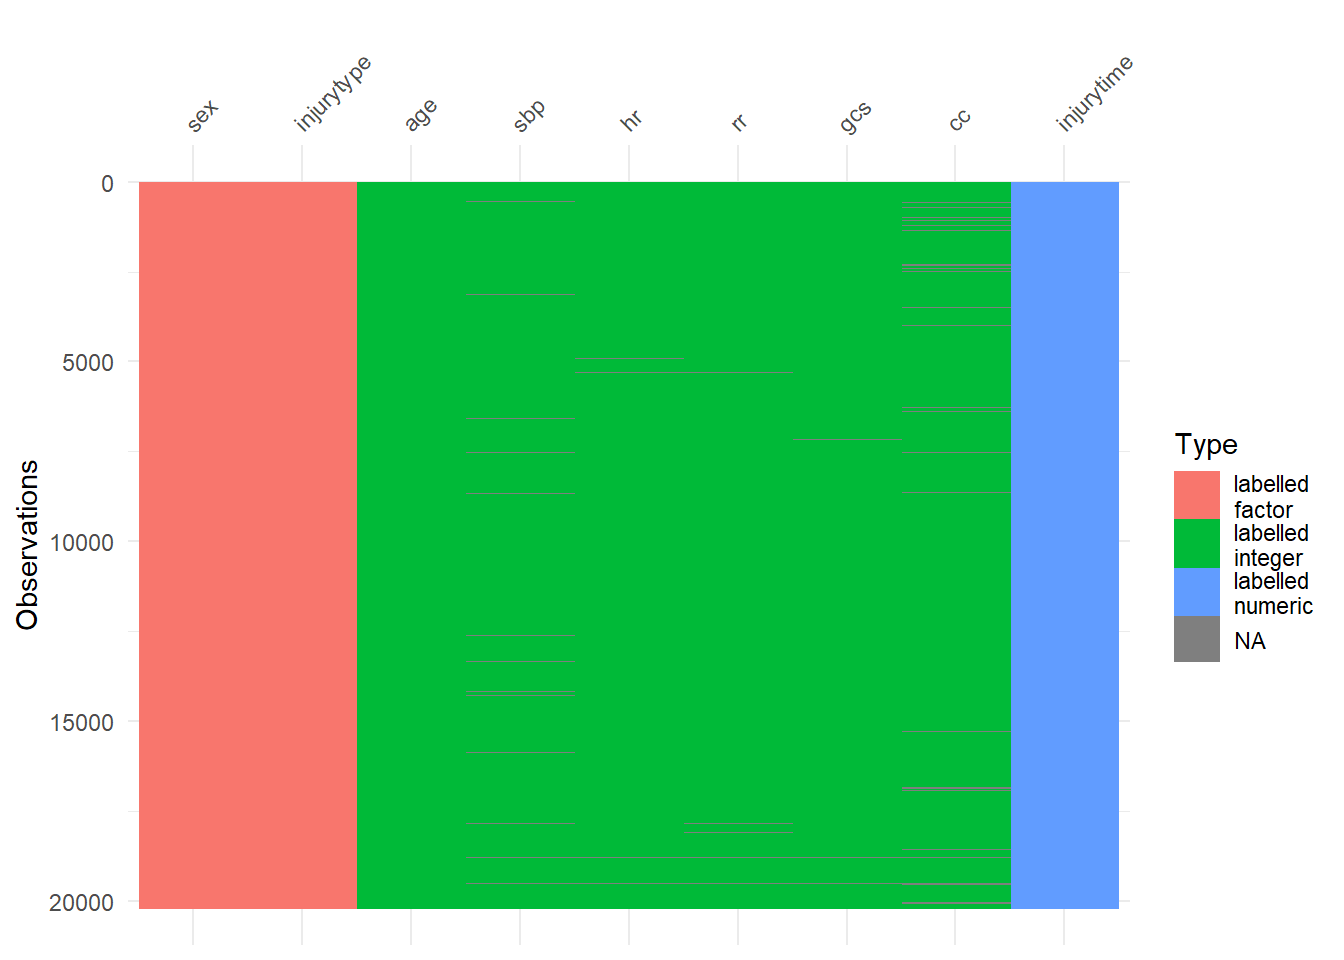 sex
injurytype
age
sbp
hr
rr
gcs
cc
injurytime
0
5000
10000
15000
20000
Observations
Type
labelled
factor
labelled
integer
labelled
numeric
NA